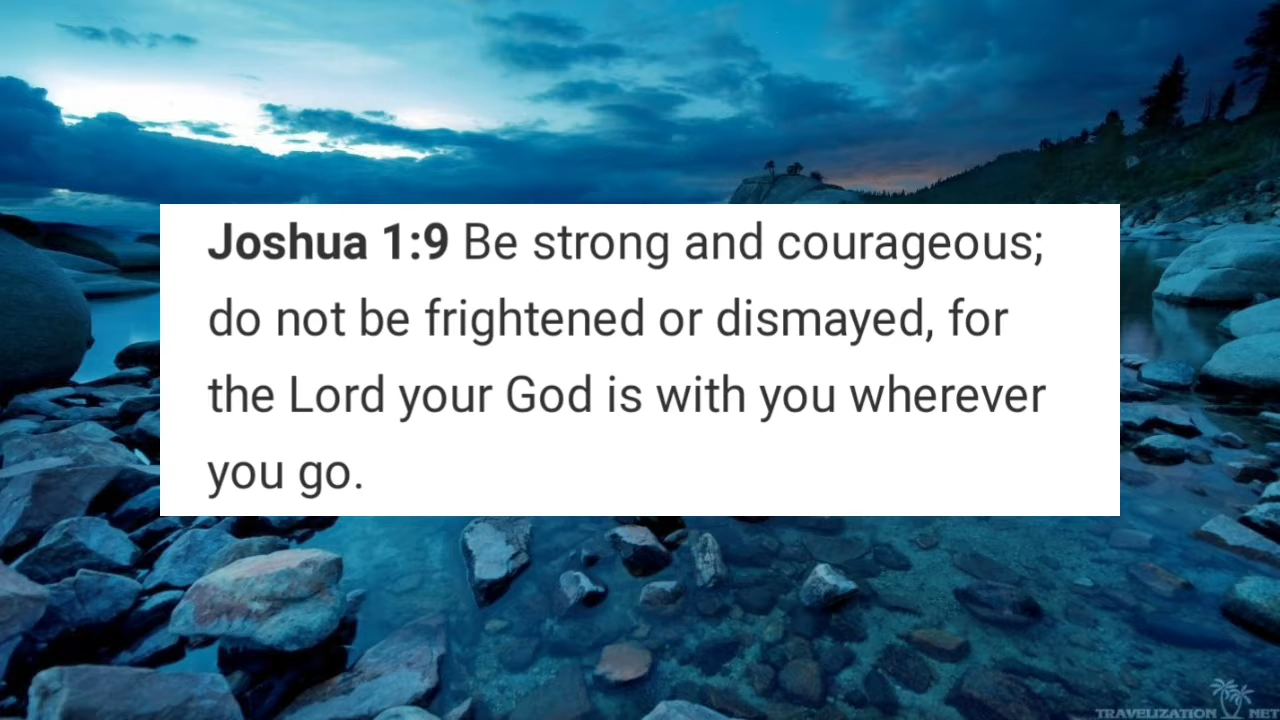 Joshua 1:9 Be strong and courageous;
do not be frightened or dismayed, for
the Lord your God is with you wherever
you go.
TRAVELIZATION NET